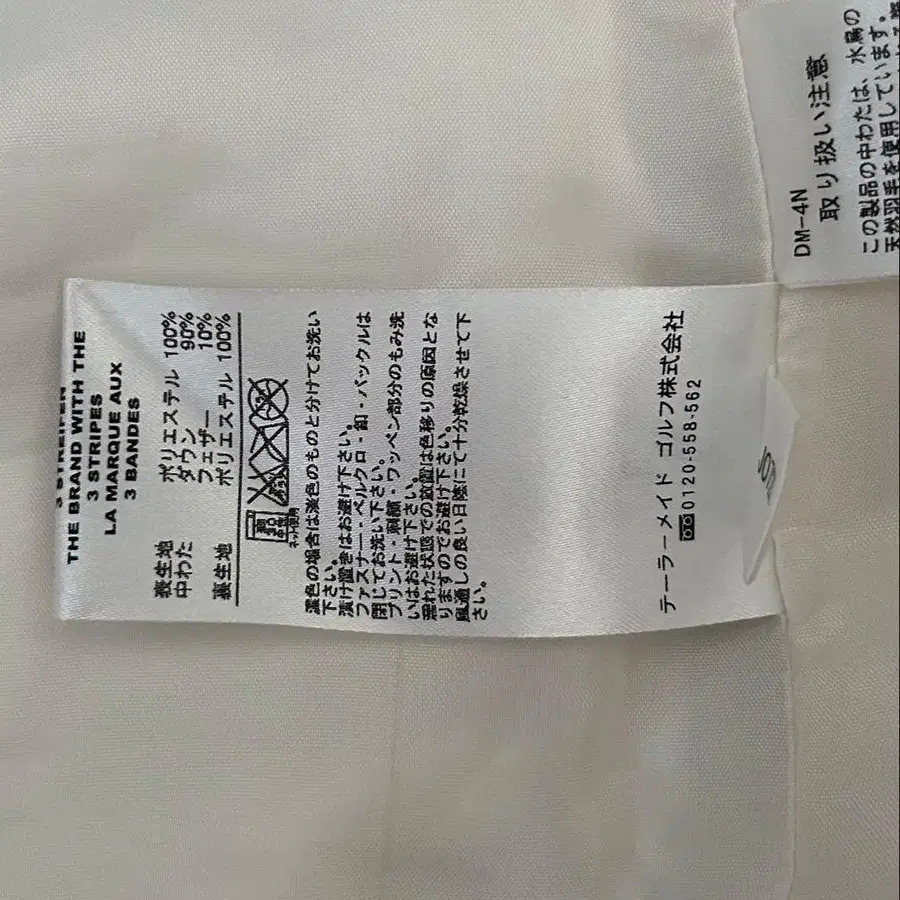 3 STREIFEN
THE BRAND WITH THE
3 STRIPES
LA MARQUE AUX
3 BANDES
表生地 ポリエステル 100%
中わた ダウン 90%
フェザー 10%
裏生地 ポリエステル 100%
ネット使用
濃色の場合は淡色のものと分けてお洗い
下さい。
漬け置きはお避け下さい。
ファスナー・ベルクロ・釦・バックルは
閉じてお洗い下さい。
プリント・刺繍・ワッペン部分のもみ洗
いはお避け下さい。
濡れた状態での放置は色移りの原因とな
りますのでお避け下さい。
風通しの良い日陰にて十分乾燥させて下
さい。
テーラーメイド ゴルフ株式会社
0120-558-562
DM-4N
取り扱い注意
この製品の中わたは、水鳥の
天然羽毛を使用しています。